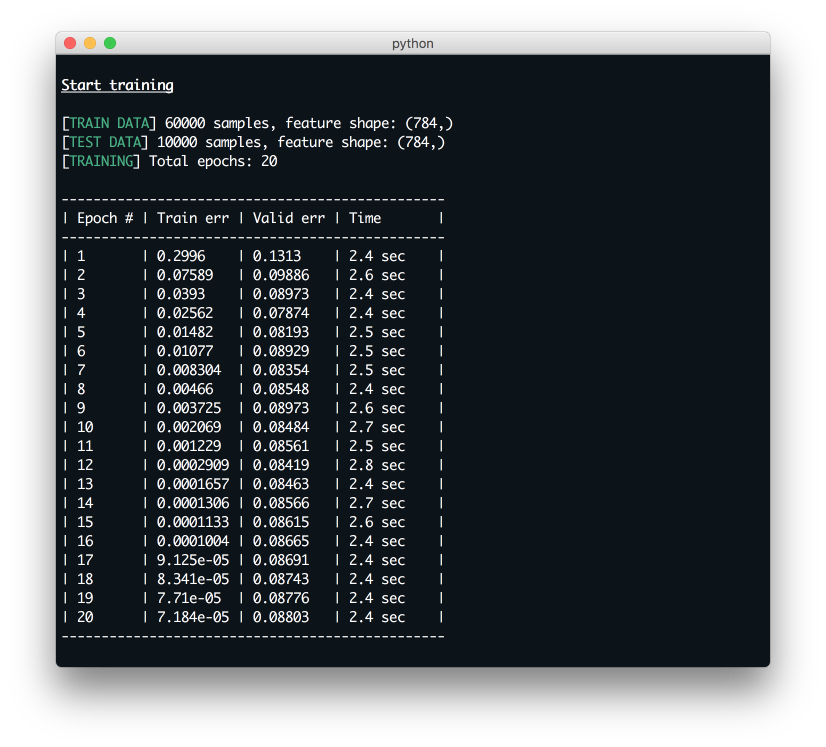 python
Start training
[TRAIN DATA] 60000 samples, feature shape: (784,)
[TEST DATA] 10000 samples, feature shape: (784,)
[TRAINING] Total epochs: 20
------------------------------------------------
| Epoch # | Train err | Valid err | Time       |
------------------------------------------------
| 1       | 0.2996    | 0.1313    | 2.4 sec    |
| 2       | 0.07589   | 0.09886   | 2.6 sec    |
| 3       | 0.0393    | 0.08973   | 2.4 sec    |
| 4       | 0.02562   | 0.07874   | 2.4 sec    |
| 5       | 0.01482   | 0.08193   | 2.5 sec    |
| 6       | 0.01077   | 0.08929   | 2.5 sec    |
| 7       | 0.008304  | 0.08354   | 2.5 sec    |
| 8       | 0.00466   | 0.08548   | 2.4 sec    |
| 9       | 0.003725  | 0.08973   | 2.6 sec    |
| 10      | 0.002069  | 0.08484   | 2.7 sec    |
| 11      | 0.001229  | 0.08561   | 2.5 sec    |
| 12      | 0.0002909 | 0.08419   | 2.8 sec    |
| 13      | 0.0001657 | 0.08463   | 2.4 sec    |
| 14      | 0.0001306 | 0.08566   | 2.7 sec    |
| 15      | 0.0001133 | 0.08615   | 2.6 sec    |
| 16      | 0.0001004 | 0.08665   | 2.4 sec    |
| 17      | 9.125e-05 | 0.08691   | 2.4 sec    |
| 18      | 8.341e-05 | 0.08743   | 2.4 sec    |
| 19      | 7.71e-05  | 0.08776   | 2.4 sec    |
| 20      | 7.184e-05 | 0.08803   | 2.4 sec    |
------------------------------------------------